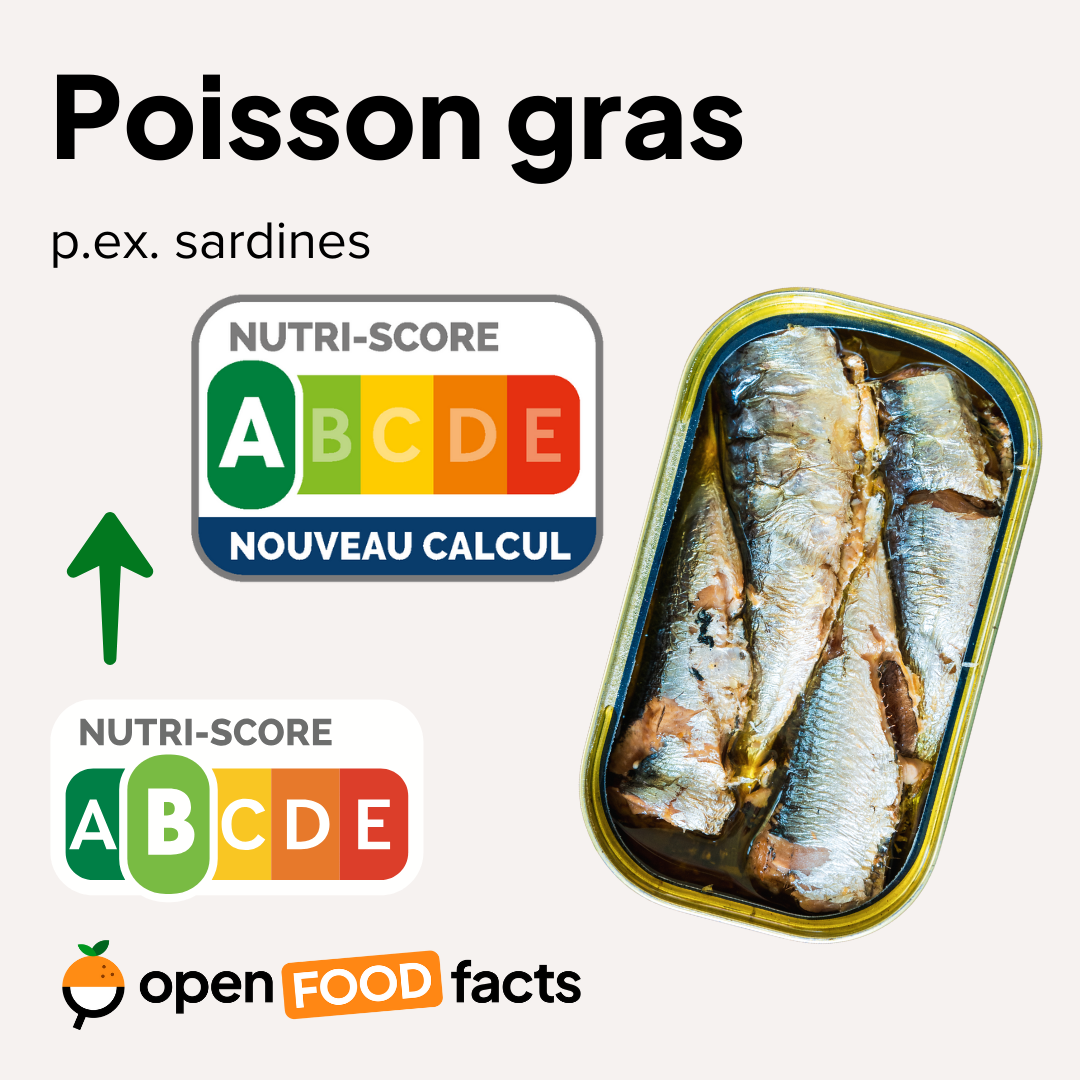 Poisson gras
p.ex. sardines
NUTRI-SCORE
A B C D E
NOUVEAU CALCUL
NUTRI-SCORE
A B C D E
open FOOD facts